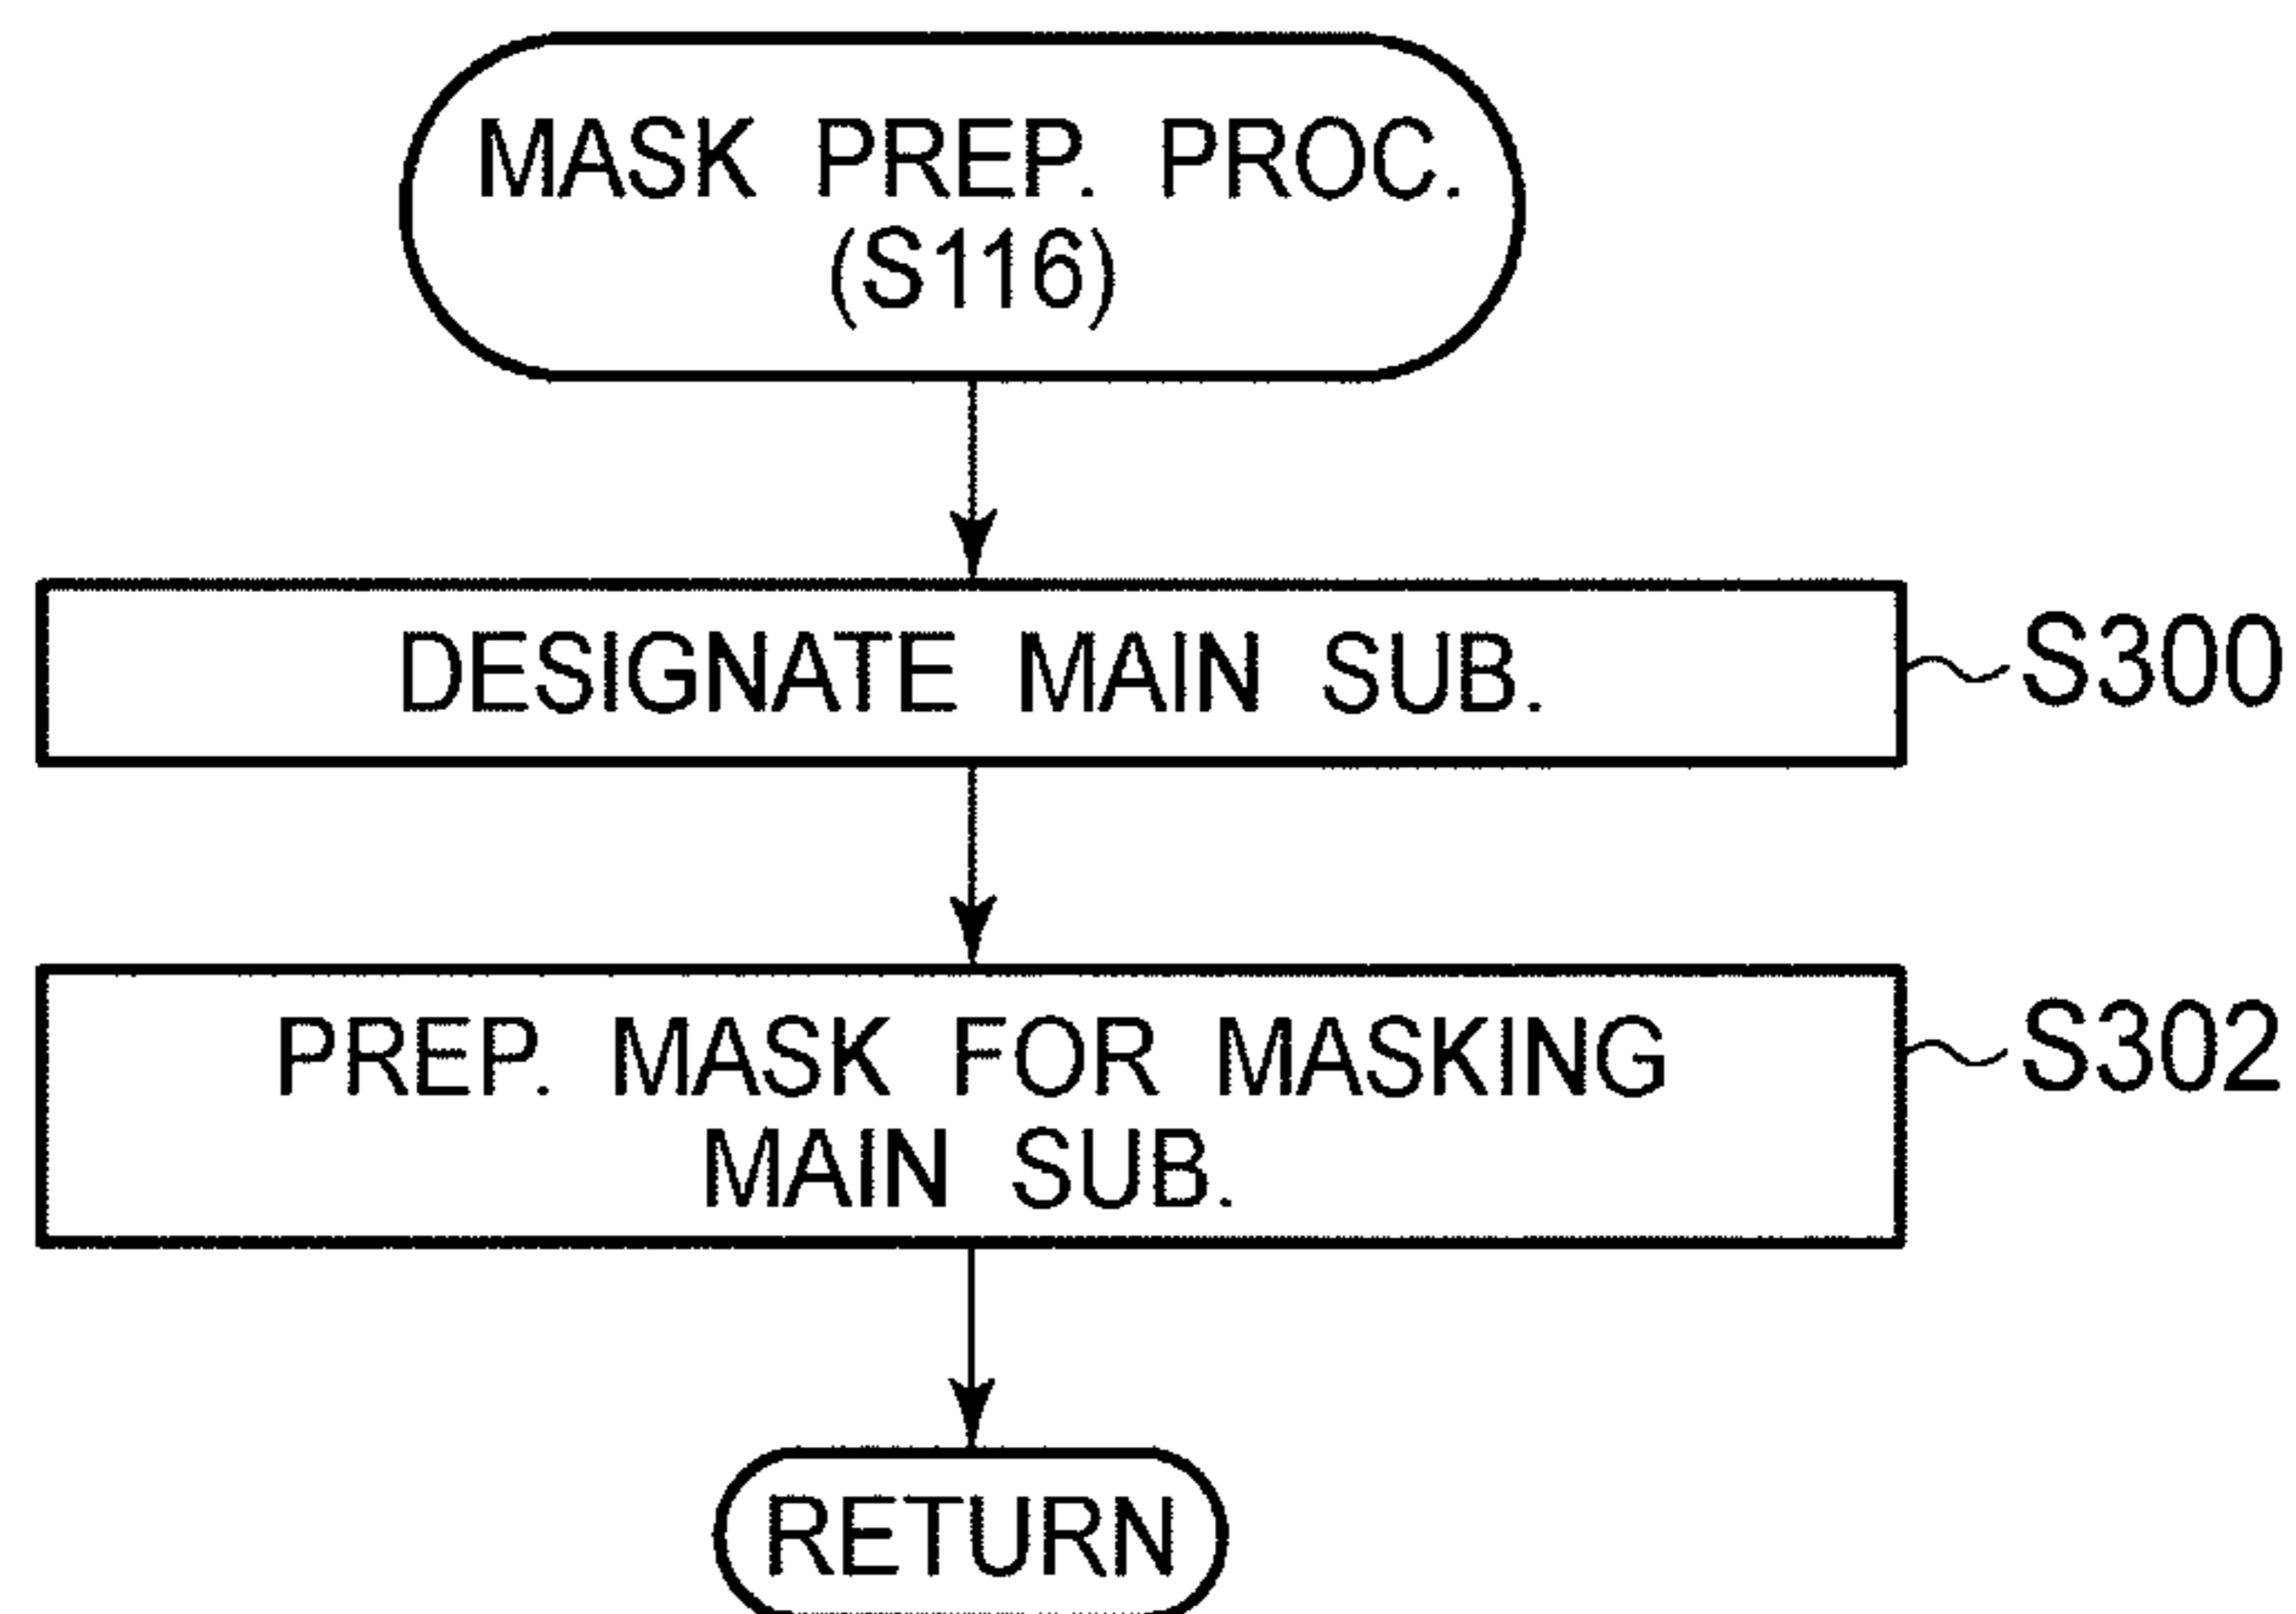 MASK PREP. PROC.
(S116)
DESIGNATE MAIN SUB.
S300
PREP. MASK FOR MASKING
MAIN SUB.
S302
RETURN